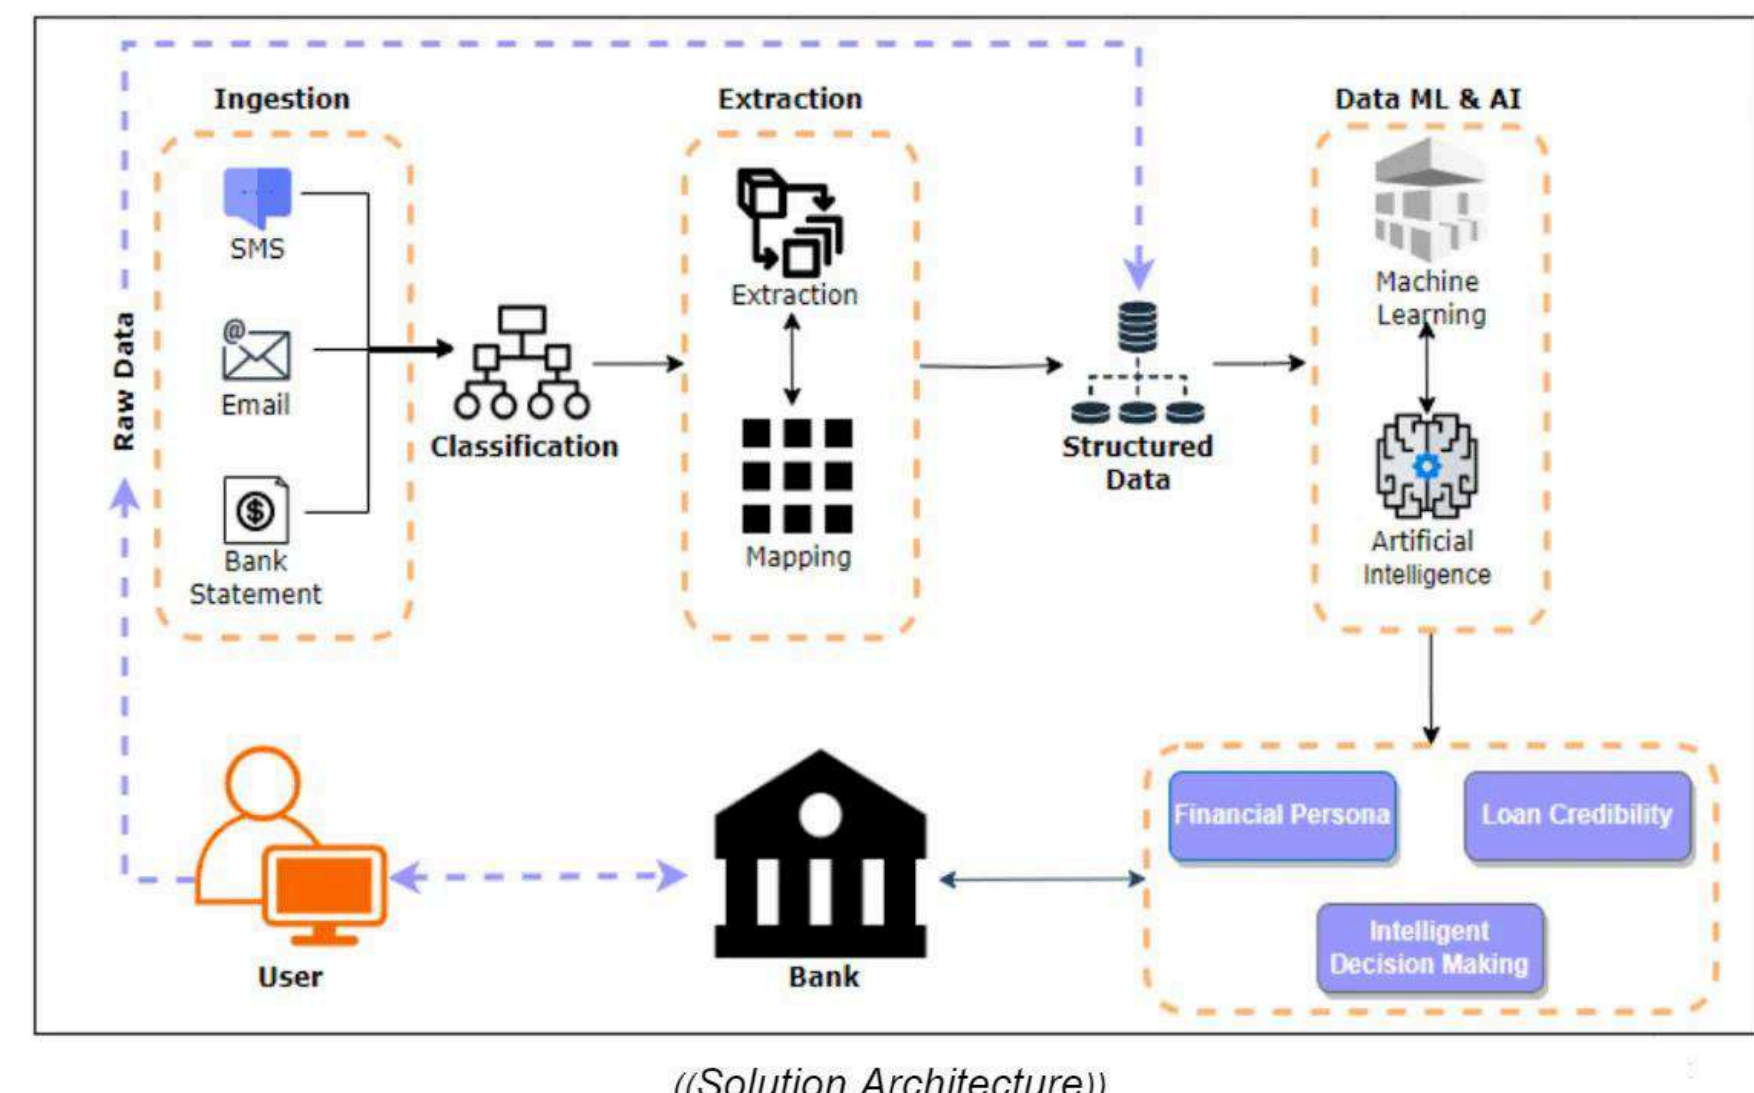 Ingestion
Extraction
Data ML & AI
SMS
Email
Bank
Statement
Raw Data
Classification
Extraction
Mapping
Structured
Data
Machine
Learning
Artificial
Intelligence
Financial Persona
Loan Credibility
Intelligent
Decision Making
User
Bank
((Solution Architecture))